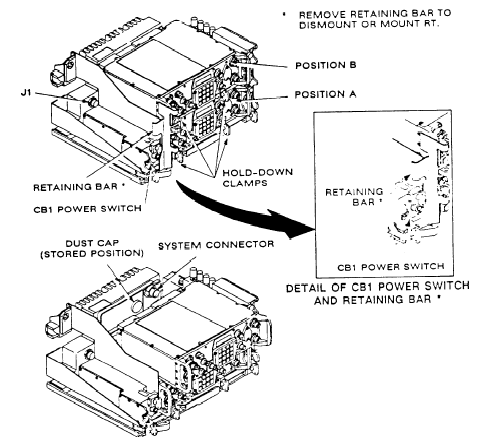 * REMOVE RETAINING BAR TO
DISMOUNT OR MOUNT RT.
POSITION B
J1
POSITION A
HOLD-DOWN
CLAMPS
RETAINING BAR *
CB1 POWER SWITCH
RETAINING
BAR *
CB1 POWER SWITCH
DETAIL OF CB1 POWER SWITCH
AND RETAINING BAR *
DUST CAP
(STORED POSITION)
SYSTEM CONNECTOR